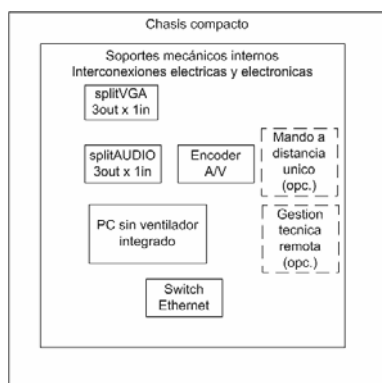 Chasis compacto
Soportes mecánicos internos
Interconexiones electricas y electronicas
splitVGA
3out x 1in
splitAUDIO
3out x 1in
Encoder
A/V
Mando a
distancia
unico
(opc.)
PC sin ventilador
integrado
Gestion
tecnica
remota
(opc.)
Switch
Ethernet